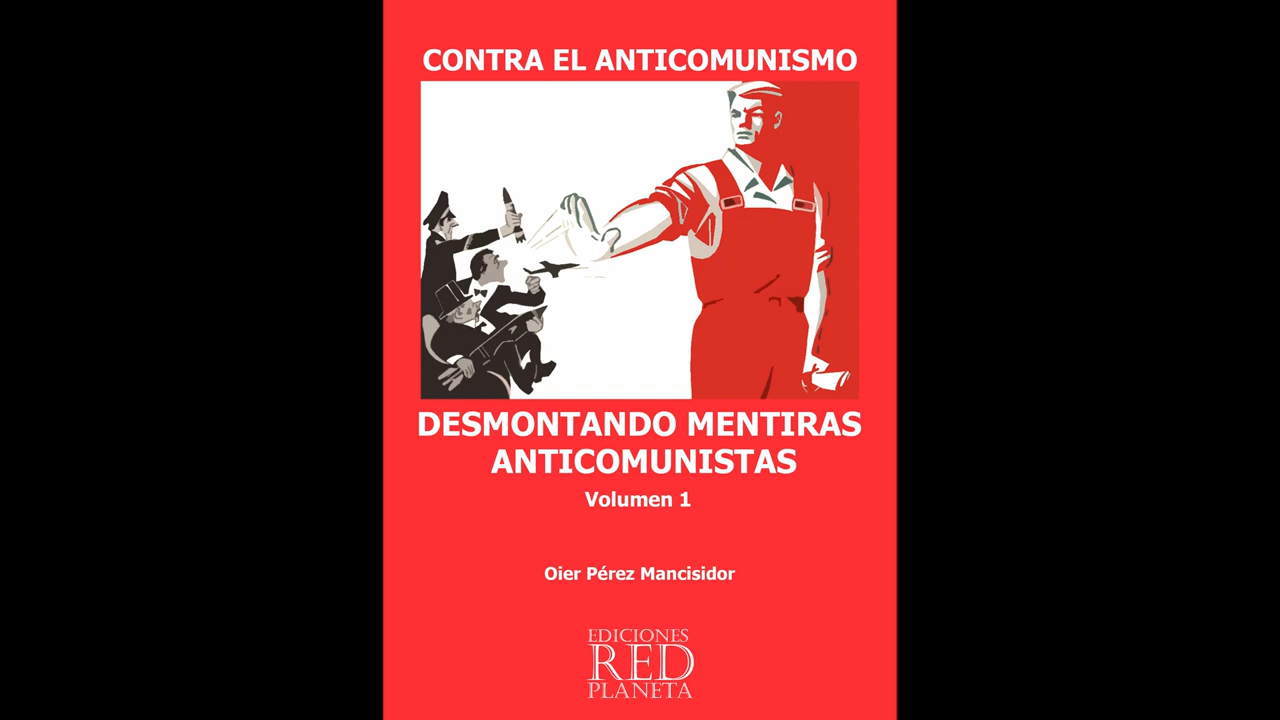 CONTRA EL ANTICOMUNISMO
DESMONTANDO MENTIRAS
ANTICOMUNISTAS
Volumen 1
Oier Pérez Mancisidor
EDICIONES
RED
PLANETA